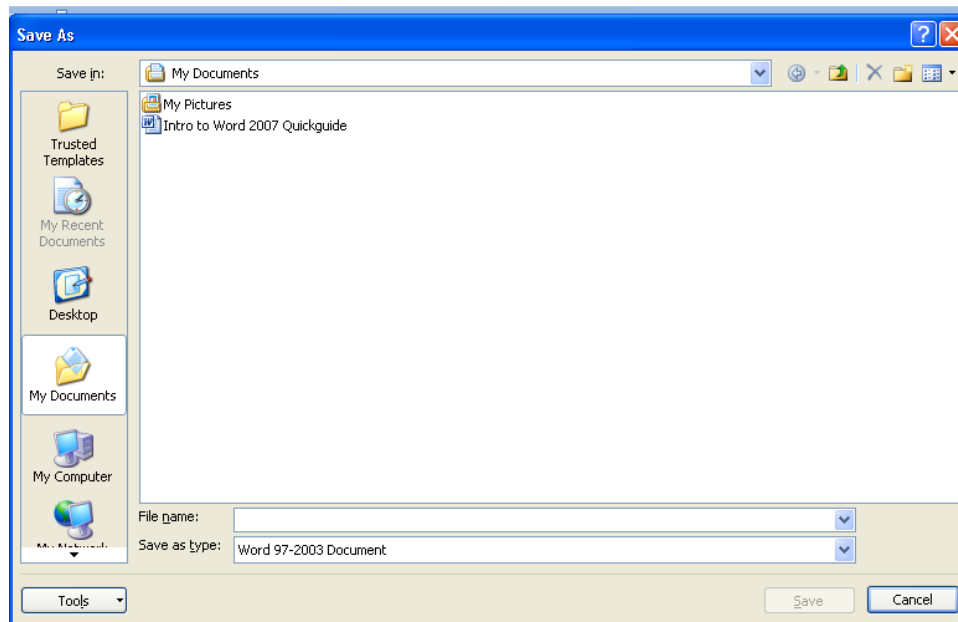 Save As
Save in:
My Documents
My Pictures
Intro to Word 2007 Quickguide
Trusted
Templates
My Recent
Documents
Desktop
My Documents
My Computer
File name:
Save as type:
Word 97-2003 Document
Tools
Save
Cancel